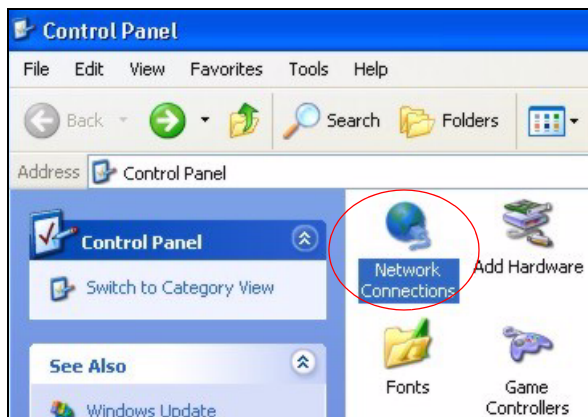 Control Panel
File Edit View Favorites Tools Help
Back Search Folders
Address Control Panel
Control Panel
Switch to Category View
See Also
Windows Update
Network
Connections
Add Hardware
Fonts
Game
Controllers